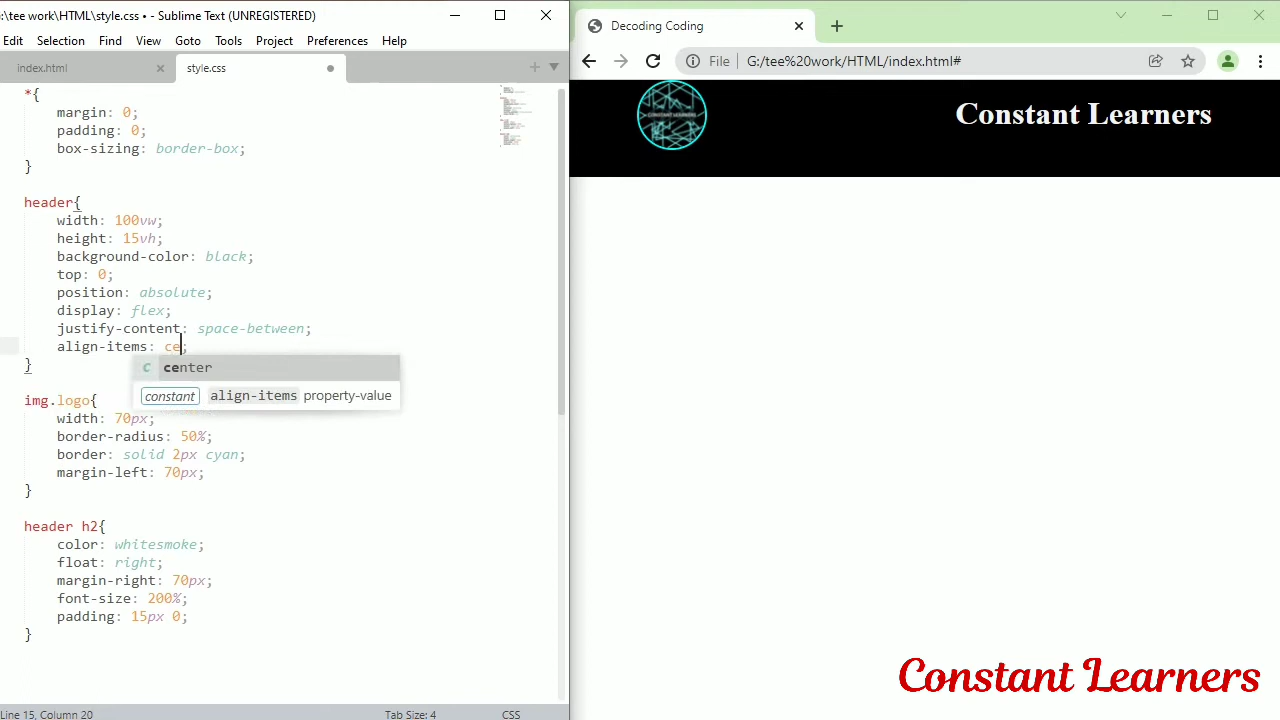 :\tee work\HTML\style.css • - Sublime Text (UNREGISTERED)
Edit Selection Find View Goto Tools Project Preferences Help
index.html
style.css
*{
margin: 0;
padding: 0;
box-sizing: border-box;
}
header{
width: 100vw;
height: 15vh;
background-color: black;
top: 0;
position: absolute;
display: flex;
justify-content: space-between;
align-items: ce;
C center
constant align-items property-value
}
img.logo{
width: 70px;
border-radius: 50%;
border: solid 2px cyan;
margin-left: 70px;
}
header h2{
color: whitesmoke;
float: right;
margin-right: 70px;
font-size: 200%;
padding: 15px 0;
}
Line 15, Column 20
Tab Size: 4
CSS
Decoding Coding
File G:/tee%20work/HTML/index.html#
CONSTANT LEARNERS
Constant Learners
Constant Learners